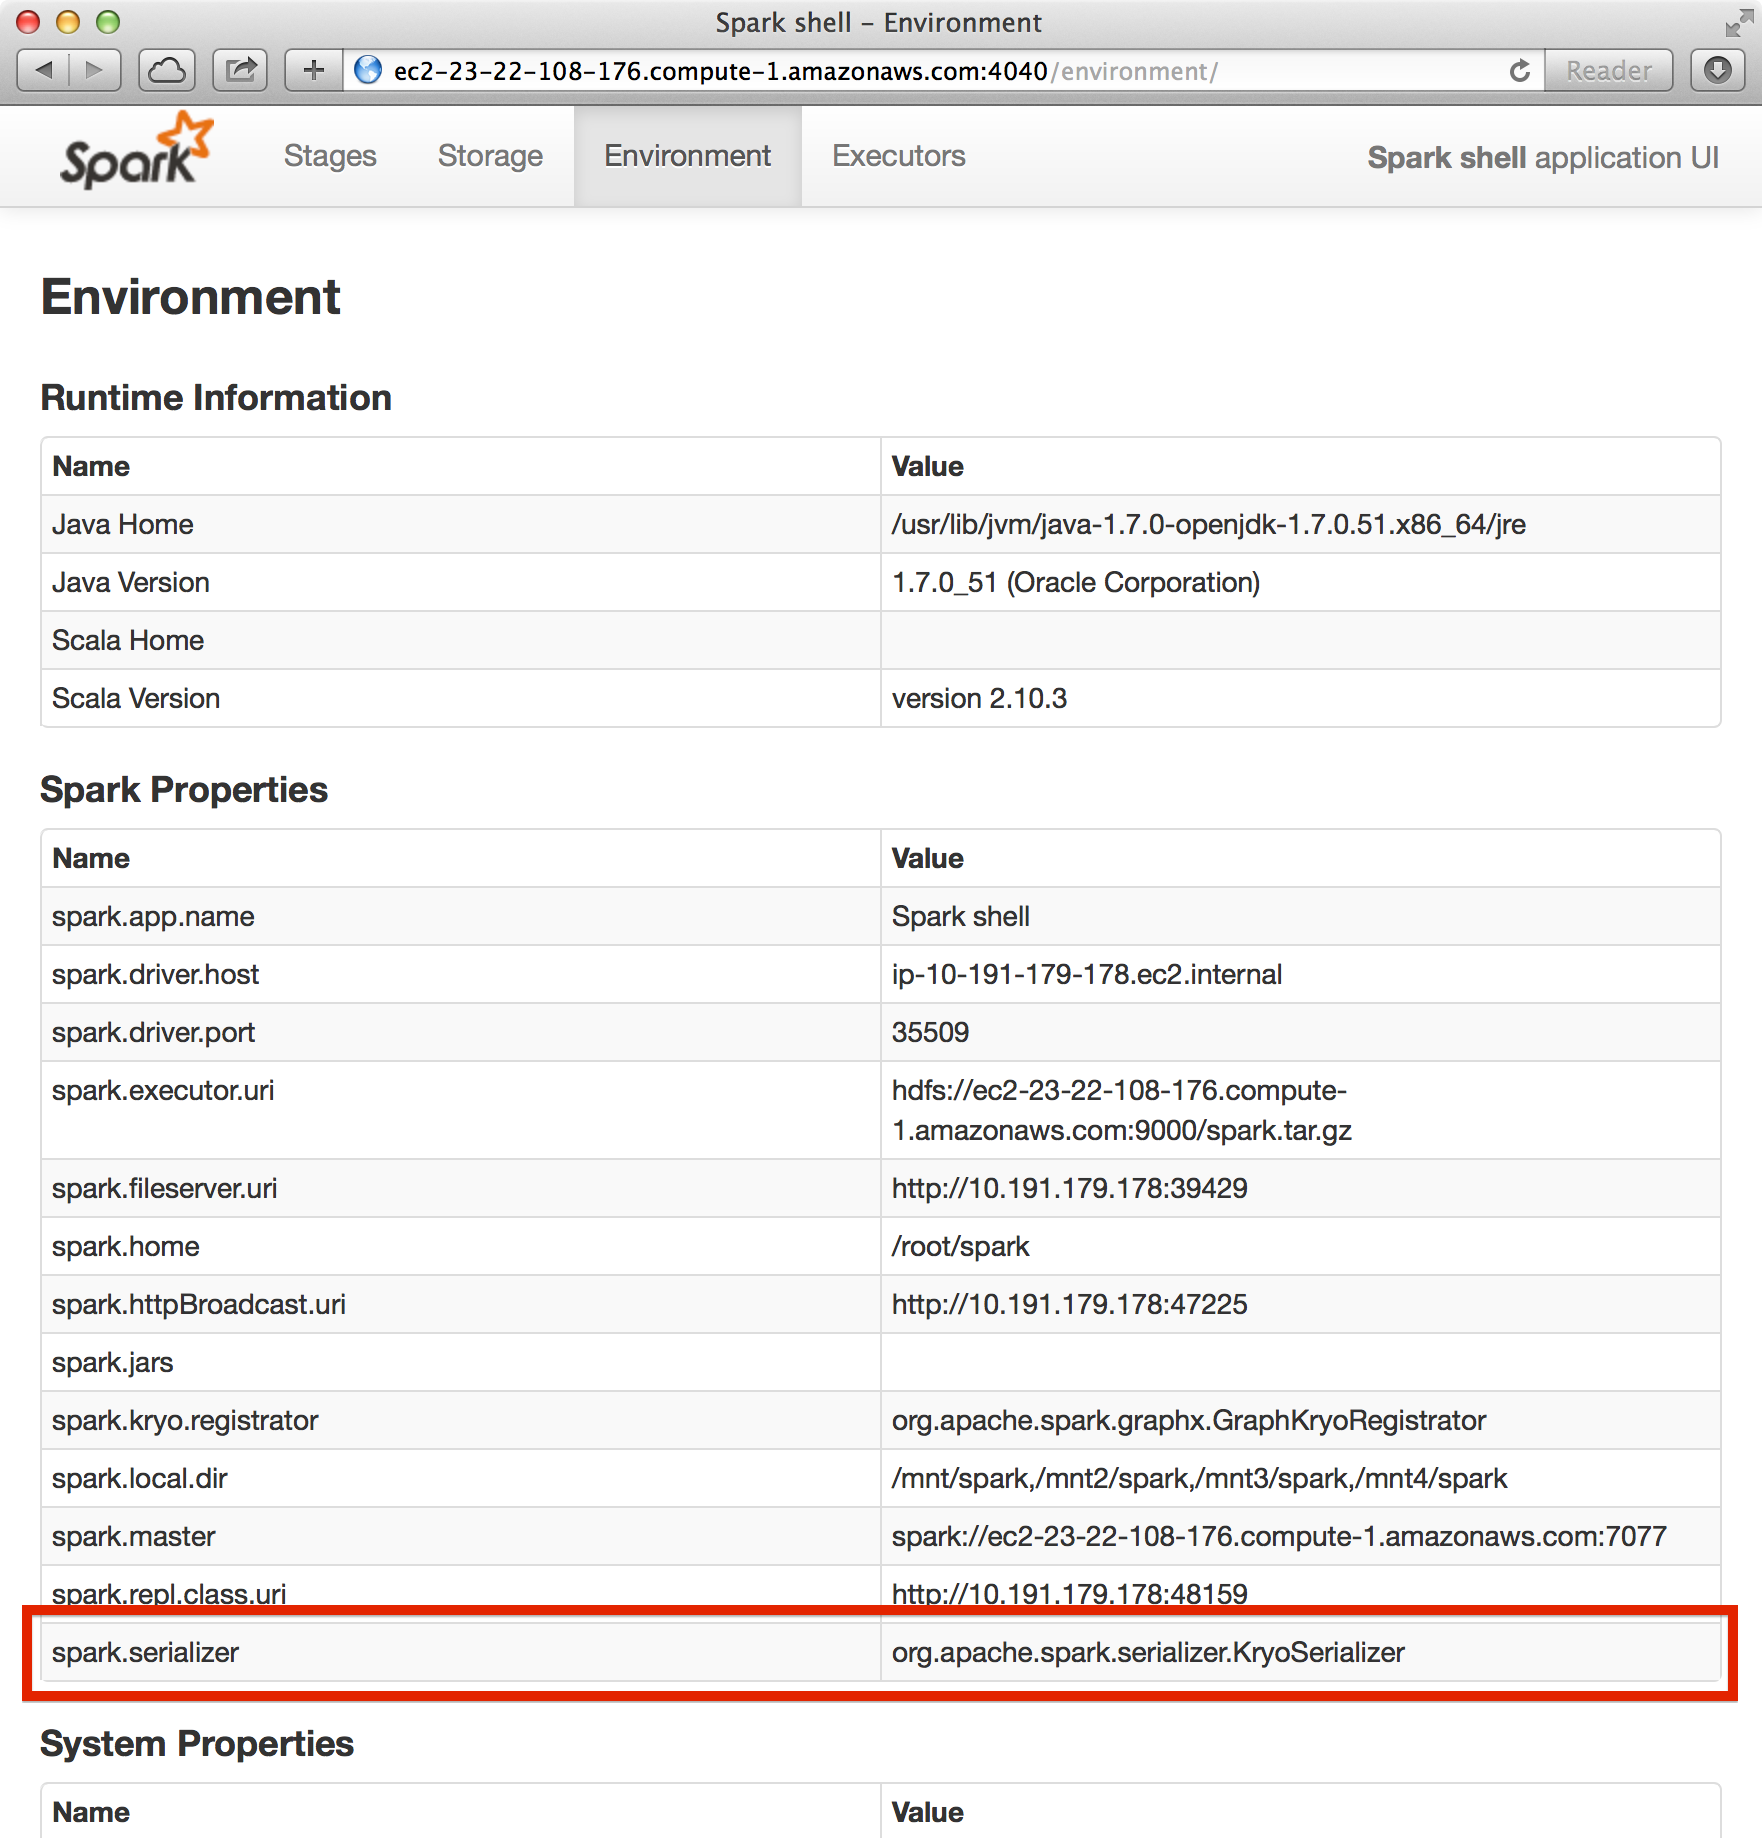 Spark shell – Environment
ec2-23-22-108-176.compute-1.amazonaws.com:4040/environment/
Reader
Spark
Stages
Storage
Environment
Executors
Spark shell application UI
Environment
Runtime Information
Name Value
Java Home /usr/lib/jvm/java-1.7.0-openjdk-1.7.0.51.x86_64/jre
Java Version 1.7.0_51 (Oracle Corporation)
Scala Home
Scala Version version 2.10.3
Spark Properties
Name Value
spark.app.name Spark shell
spark.driver.host ip-10-191-179-178.ec2.internal
spark.driver.port 35509
spark.executor.uri hdfs://ec2-23-22-108-176.compute-
1.amazonaws.com:9000/spark.tar.gz
spark.fileserver.uri http://10.191.179.178:39429
spark.home /root/spark
spark.httpBroadcast.uri http://10.191.179.178:47225
spark.jars
spark.kryo.registrator org.apache.spark.graphx.GraphKryoRegistrator
spark.local.dir /mnt/spark,/mnt2/spark,/mnt3/spark,/mnt4/spark
spark.master spark://ec2-23-22-108-176.compute-1.amazonaws.com:7077
spark.repl.class.uri http://10.191.179.178:48159
spark.serializer org.apache.spark.serializer.KryoSerializer
System Properties
Name Value